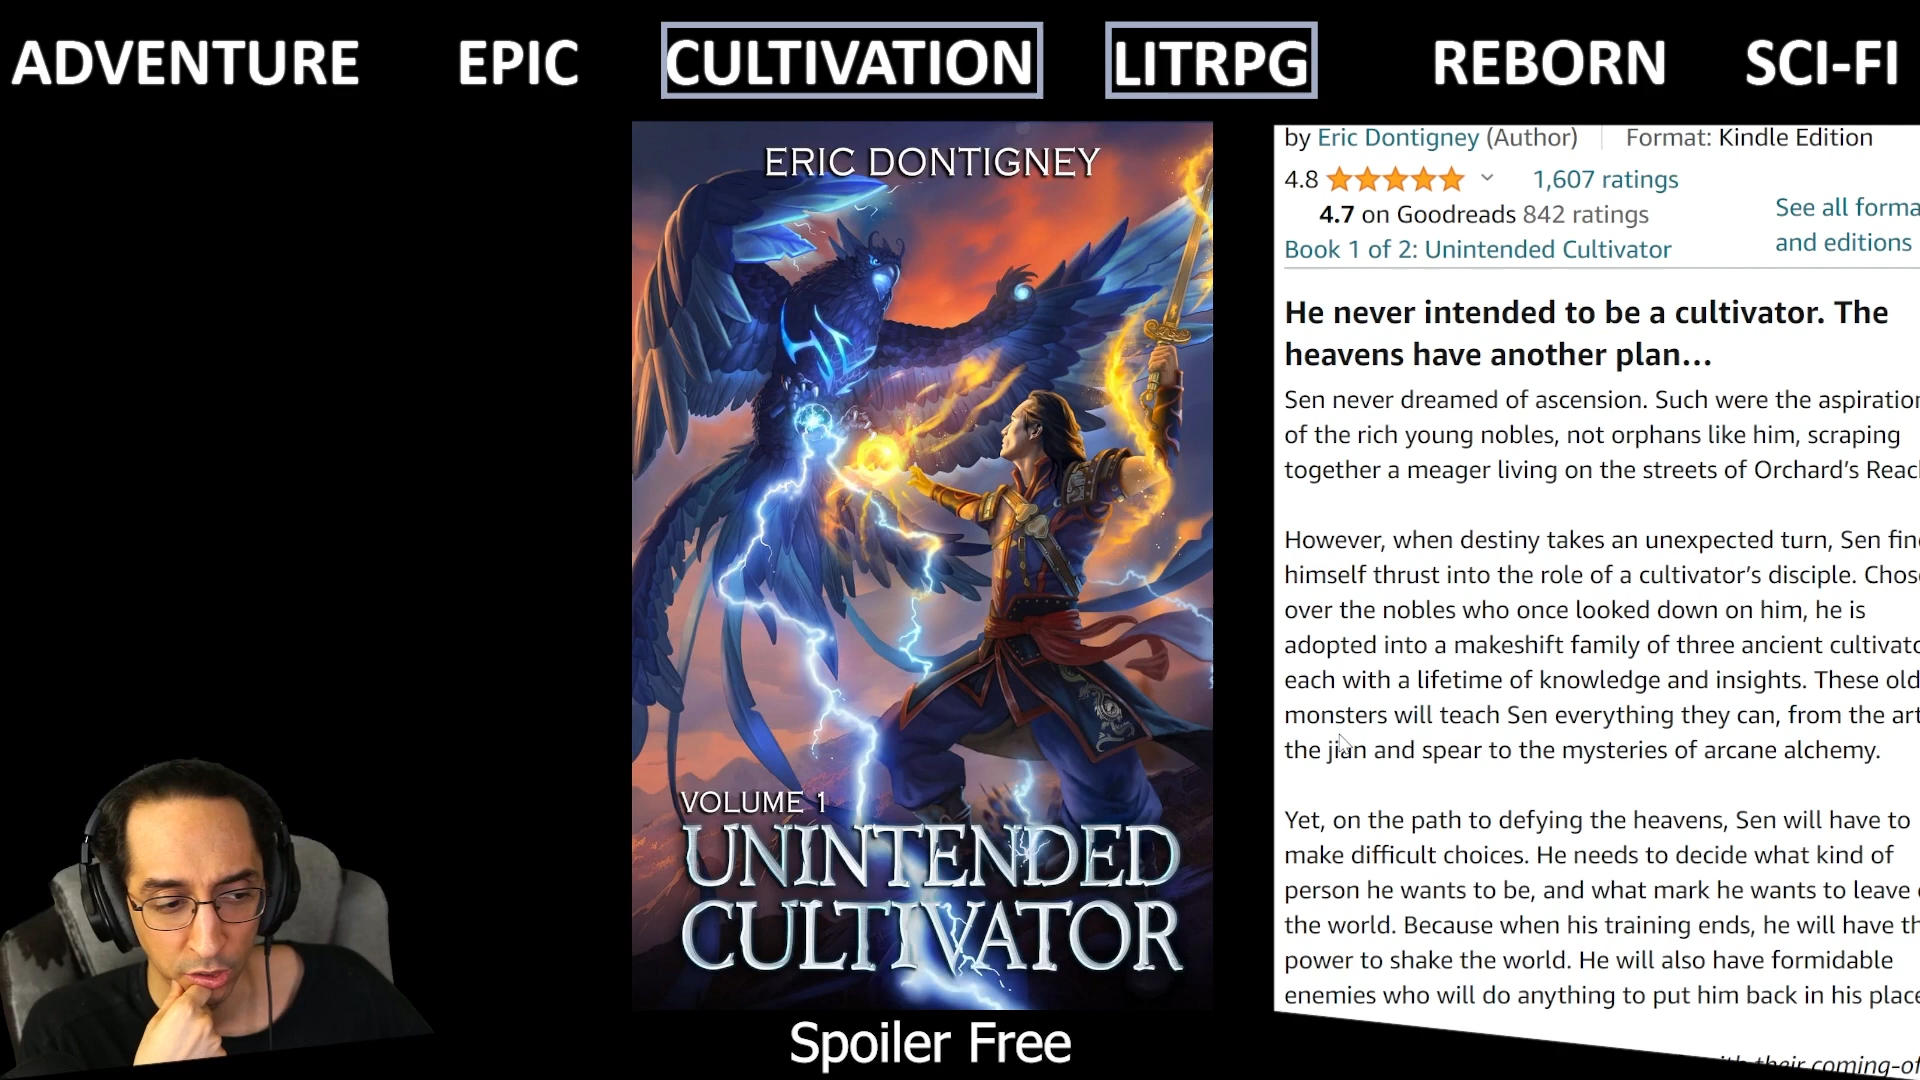 ADVENTURE EPIC CULTIVATION LITRPG REBORN SCI-FI
ERIC DONTIGNEY
VOLUME 1
UNINTENDED
CULTIVATOR
Spoiler Free
by Eric Dontigney (Author) Format: Kindle Edition
4.8 1,607 ratings
4.7 on Goodreads 842 ratings
See all forma
and editions
Book 1 of 2: Unintended Cultivator
He never intended to be a cultivator. The
heavens have another plan...
Sen never dreamed of ascension. Such were the aspiration
of the rich young nobles, not orphans like him, scraping
together a meager living on the streets of Orchard's Reach
However, when destiny takes an unexpected turn, Sen fin
himself thrust into the role of a cultivator's disciple. Chos
over the nobles who once looked down on him, he is
adopted into a makeshift family of three ancient cultivato
each with a lifetime of knowledge and insights. These old
monsters will teach Sen everything they can, from the art
the jian and spear to the mysteries of arcane alchemy.
Yet, on the path to defying the heavens, Sen will have to
make difficult choices. He needs to decide what kind of
person he wants to be, and what mark he wants to leave
the world. Because when his training ends, he will have th
power to shake the world. He will also have formidable
enemies who will do anything to put him back in his place
with their coming-of